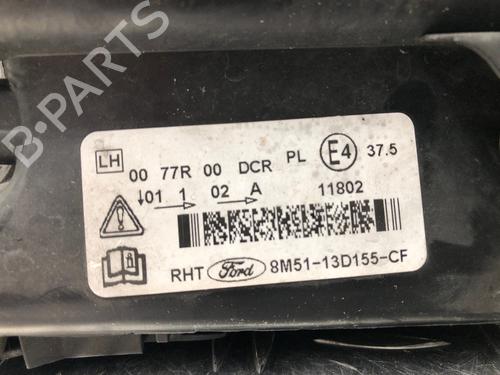 B-PARTS
LH 00 77R 00 DCR PL E4 37.5
↓01 1 → 02 → A 11802
RHT Ford 8M51-13D155-CF